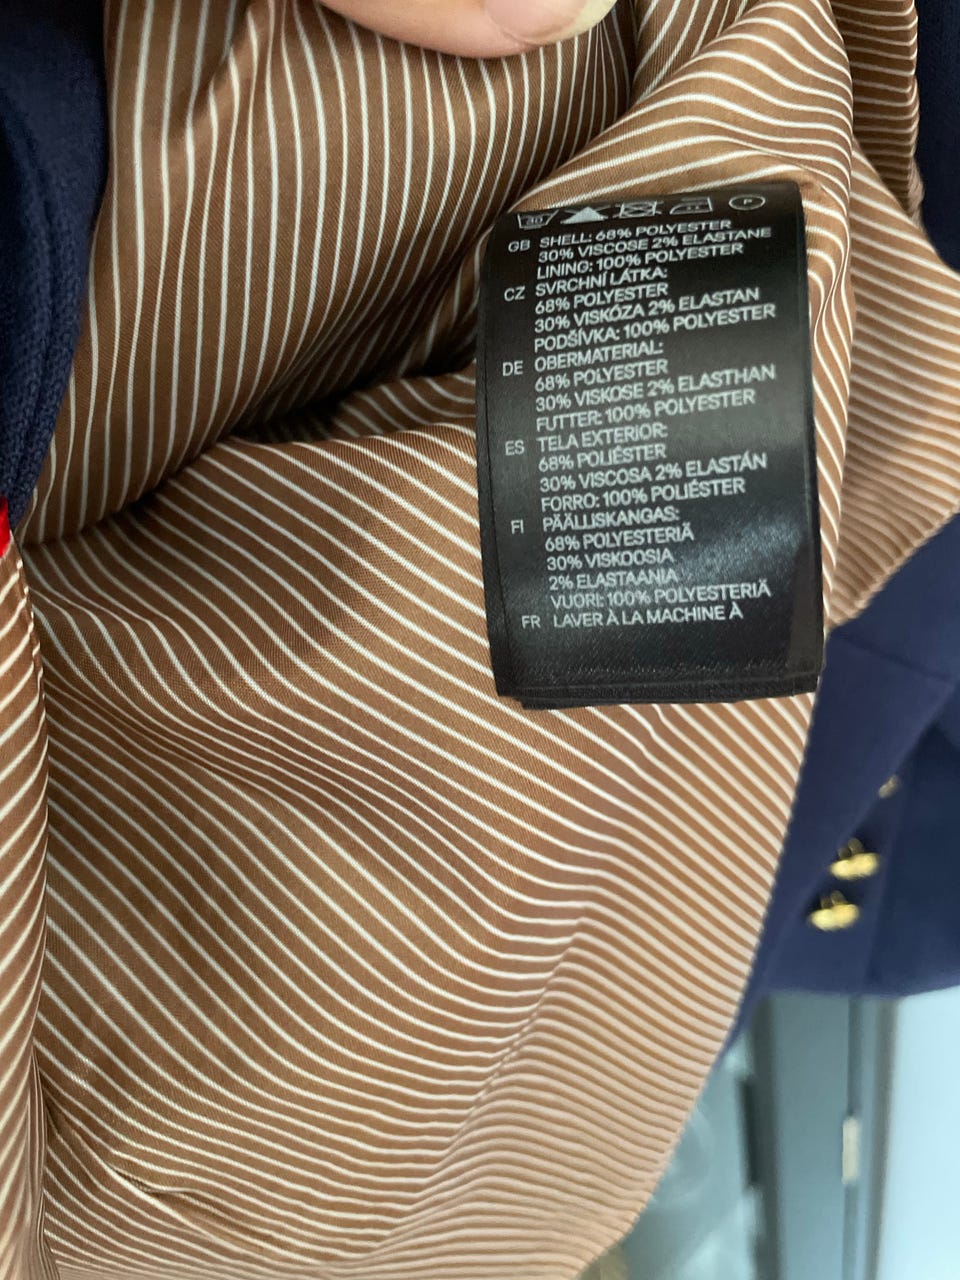 30 P
GB SHELL: 68% POLYESTER
30% VISCOSE 2% ELASTANE
LINING: 100% POLYESTER
CZ SVRCHNÍ LÁTKA:
68% POLYESTER
30% VISKÓZA 2% ELASTAN
PODŠÍVKA: 100% POLYESTER
DE OBERMATERIAL:
68% POLYESTER
30% VISKOSE 2% ELASTHAN
FUTTER: 100% POLYESTER
ES TELA EXTERIOR:
68% POLIÉSTER
30% VISCOSA 2% ELASTÁN
FORRO: 100% POLIÉSTER
FI PÄÄLLISKANGAS:
68% POLYESTERIÄ
30% VISKOOSIA
2% ELASTAANIA
VUORI: 100% POLYESTERIÄ
FR LAVER À LA MACHINE À